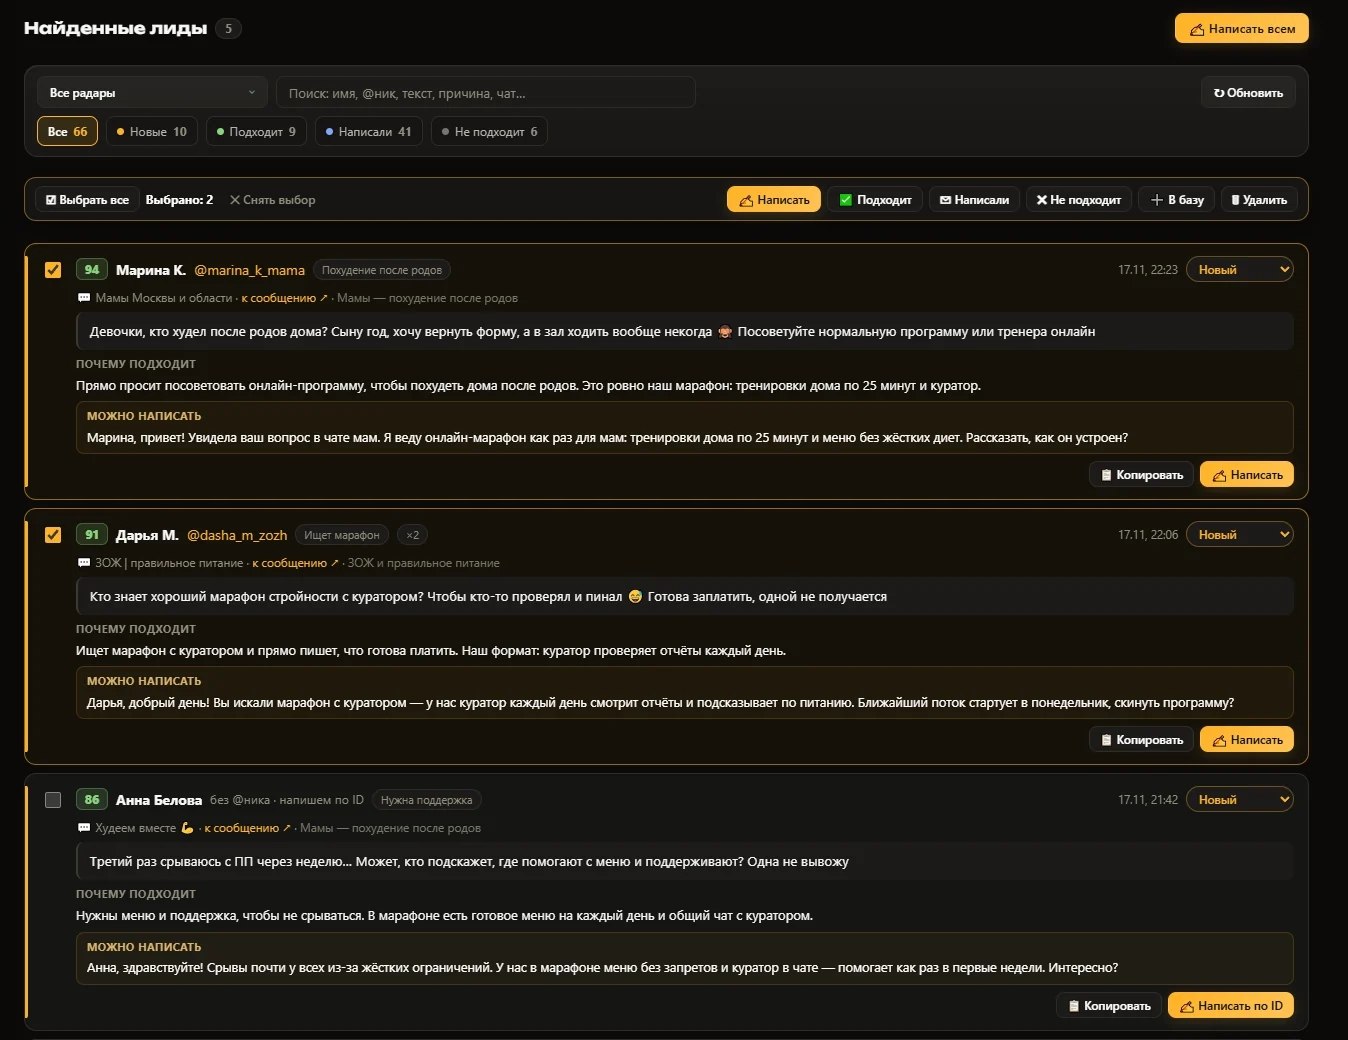 Найденные лиды 5
Написать всем
Все радары
Поиск: имя, @ник, текст, причина, чат...
Обновить
Все 66 Новые 10 Подходит 9 Написали 41 Не подходит 6
Выбрать все Выбрано: 2 Снять выбор Написать Подходит Написали Не подходит В базу Удалить
94 Марина К. @marina_k_mama Похудение после родов 17.11, 22:23 Новый
Мамы Москвы и области · к сообщению ↗ · Мамы — похудение после родов
Девочки, кто худел после родов дома? Сыну год, хочу вернуть форму, а в зал ходить вообще некогда 🙈 Посоветуйте нормальную программу или тренера онлайн
ПОЧЕМУ ПОДХОДИТ
Прямо просит посоветовать онлайн-программу, чтобы похудеть дома после родов. Это ровно наш марафон: тренировки дома по 25 минут и куратор.
МОЖНО НАПИСАТЬ
Марина, привет! Увидела ваш вопрос в чате мам. Я веду онлайн-марафон как раз для мам: тренировки дома по 25 минут и меню без жёстких диет. Рассказать, как он устроен?
Копировать Написать
91 Дарья М. @dasha_m_zozh Ищет марафон ×2 17.11, 22:06 Новый
ЗОЖ | правильное питание · к сообщению ↗ · ЗОЖ и правильное питание
Кто знает хороший марафон стройности с куратором? Чтобы кто-то проверял и пинал 😅 Готова заплатить, одной не получается
ПОЧЕМУ ПОДХОДИТ
Ищет марафон с куратором и прямо пишет, что готова платить. Наш формат: куратор проверяет отчёты каждый день.
МОЖНО НАПИСАТЬ
Дарья, добрый день! Вы искали марафон с куратором — у нас куратор каждый день смотрит отчёты и подсказывает по питанию. Ближайший поток стартует в понедельник, скинуть программу?
Копировать Написать
86 Анна Белова без @ника · напишем по ID Нужна поддержка 17.11, 21:42 Новый
Худеем вместе 💪 · к сообщению ↗ · Мамы — похудение после родов
Третий раз срываюсь с ПП через неделю... Может, кто подскажет, где помогают с меню и поддерживают? Одна не вывожу
ПОЧЕМУ ПОДХОДИТ
Нужны меню и поддержка, чтобы не срываться. В марафоне есть готовое меню на каждый день и общий чат с куратором.
МОЖНО НАПИСАТЬ
Анна, здравствуйте! Срывы почти у всех из-за жёстких ограничений. У нас в марафоне меню без запретов и куратор в чате — помогает как раз в первые недели. Интересно?
Копировать Написать по ID